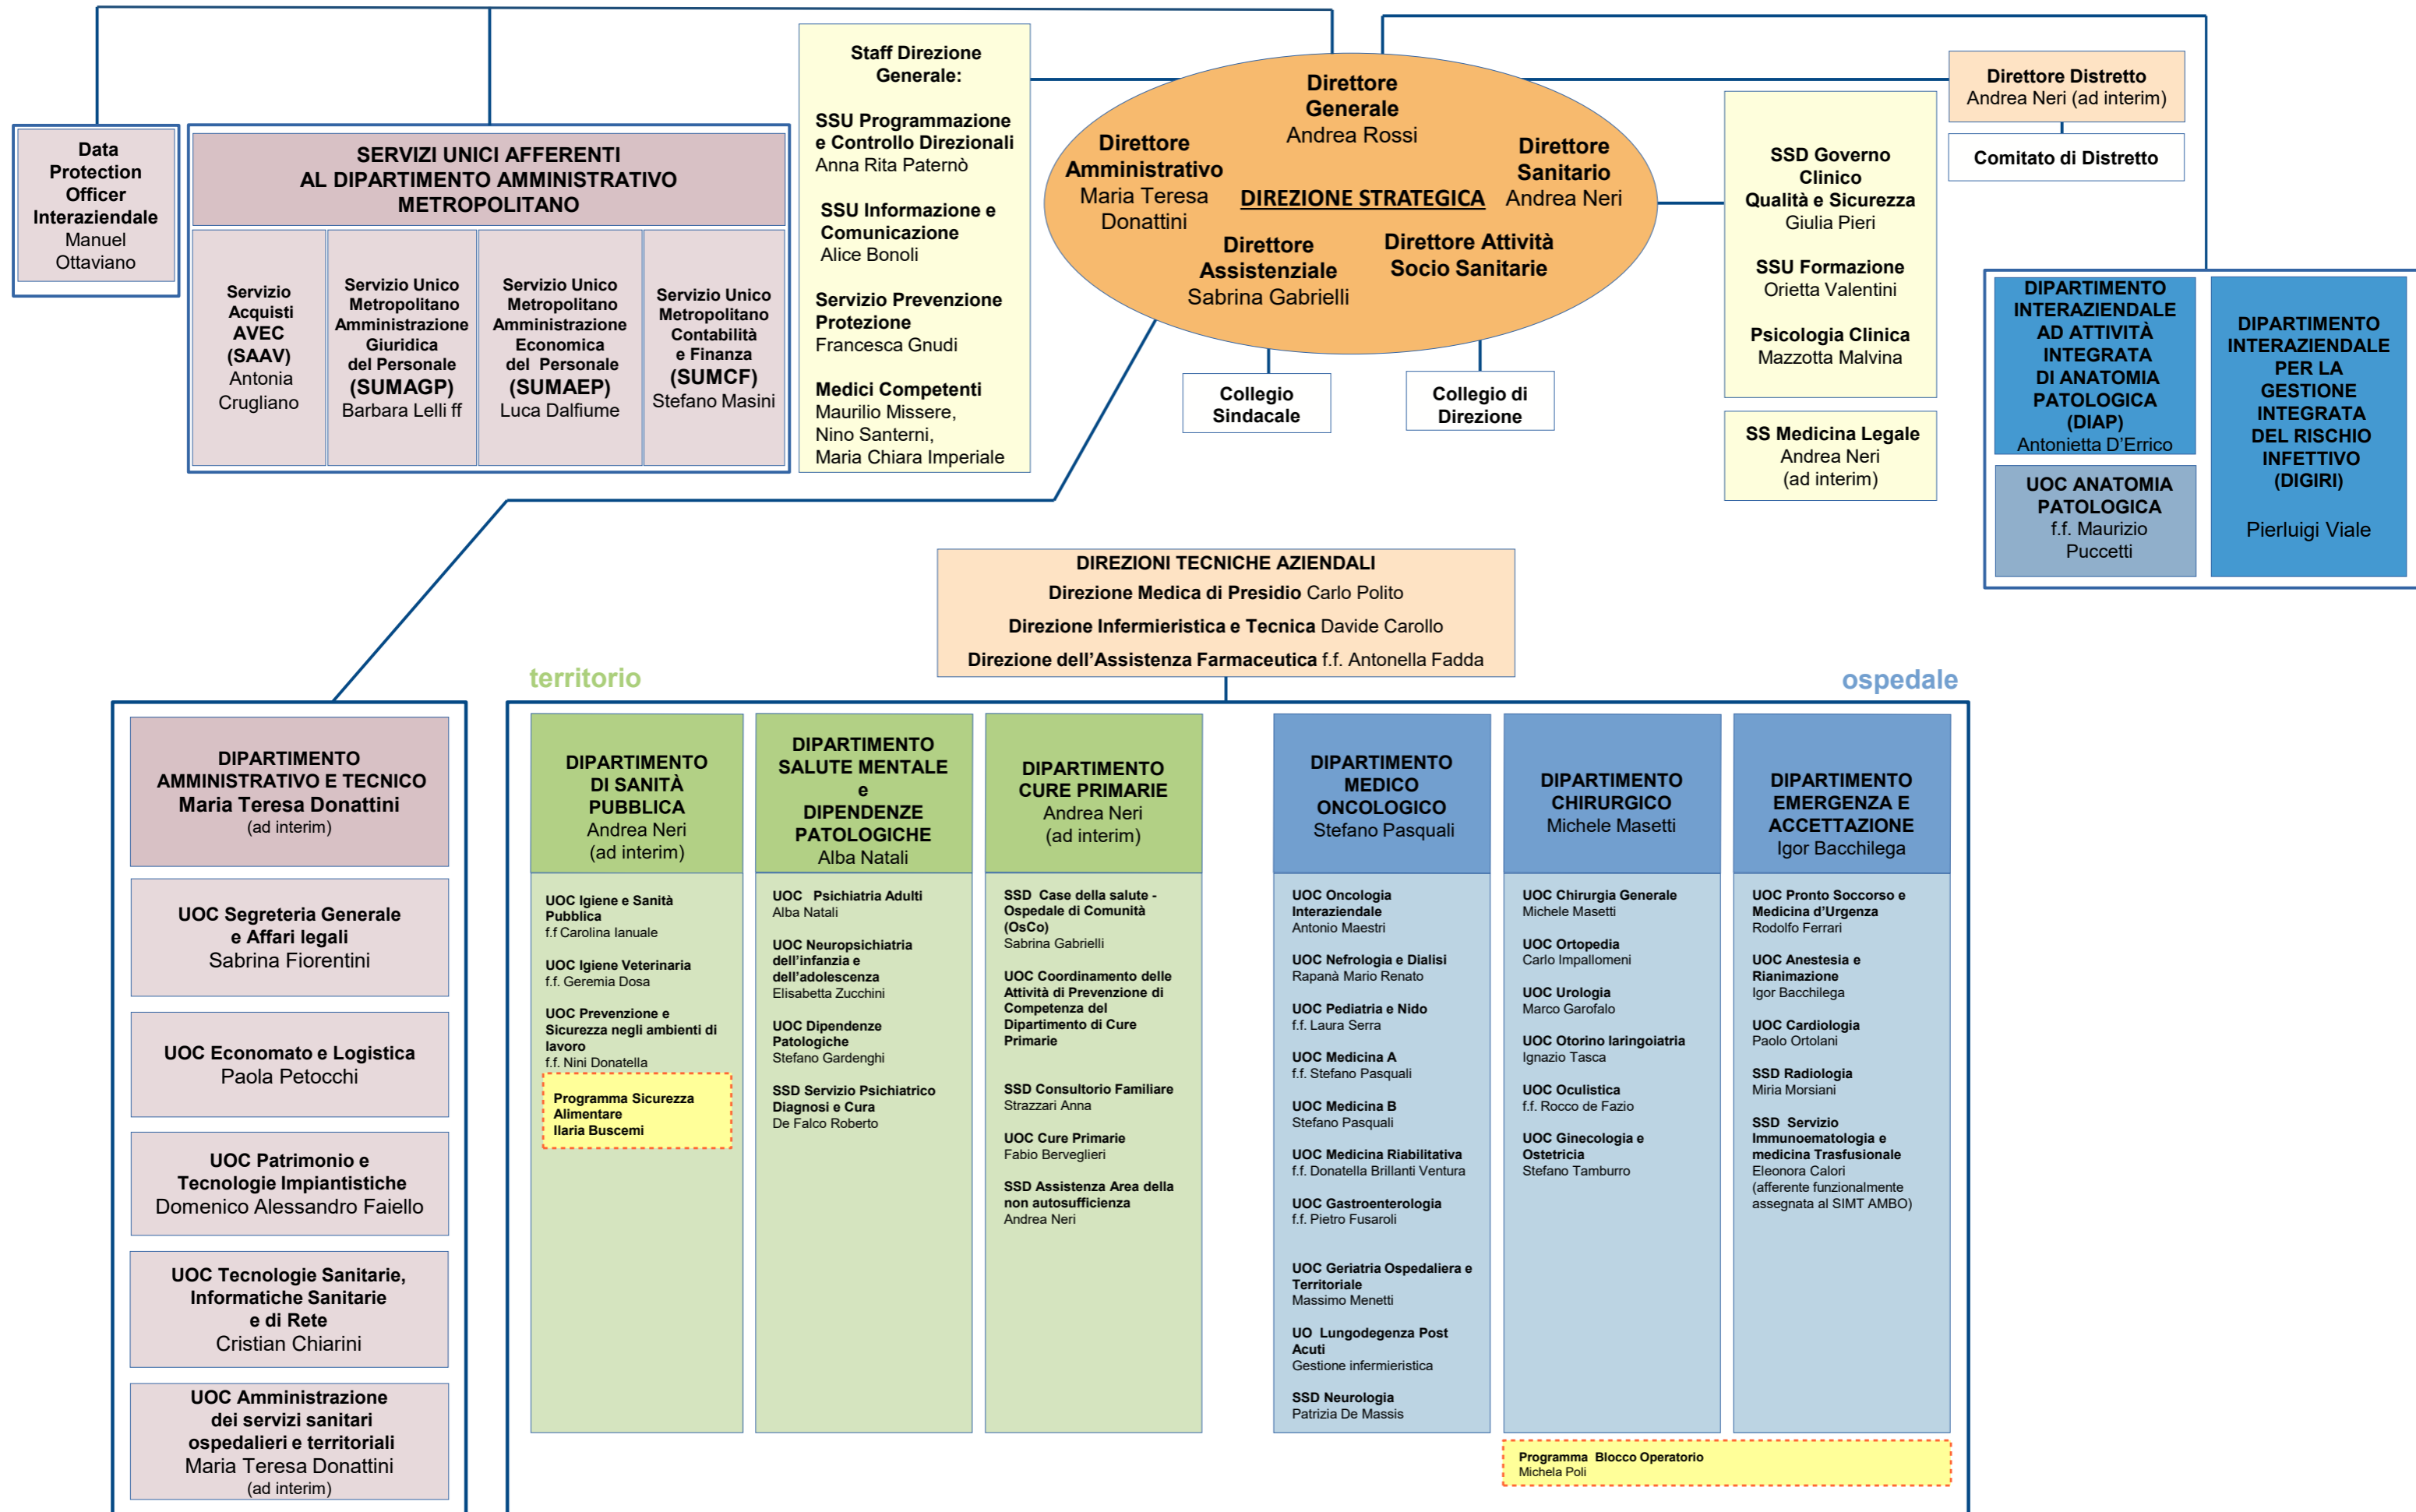 Data
Protection
Officer
Interaziendale
Manuel
Ottaviano
SERVIZI UNICI AFFERENTI
AL DIPARTIMENTO AMMINISTRATIVO
METROPOLITANO
Servizio
Acquisti
AVEC
(SAAV)
Antonia
Crugliano
Servizio Unico
Metropolitano
Amministrazione
Giuridica
del Personale
(SUMAGP)
Barbara Lelli ff
Servizio Unico
Metropolitano
Amministrazione
Economica
del Personale
(SUMAEP)
Luca Dalfiume
Servizio Unico
Metropolitano
Contabilità
e Finanza
(SUMCF)
Stefano Masini
Staff Direzione
Generale:
SSU Programmazione
e Controllo Direzionali
Anna Rita Paternò
SSU Informazione e
Comunicazione
Alice Bonoli
Servizio Prevenzione
Protezione
Francesca Gnudi
Medici Competenti
Maurilio Missere,
Nino Santerni,
Maria Chiara Imperiale
Direttore
Generale
Andrea Rossi
Direttore
Amministrativo
Maria Teresa
Donattini
DIREZIONE STRATEGICA
Direttore
Sanitario
Andrea Neri
Direttore
Assistenziale
Sabrina Gabrielli
Direttore Attività
Socio Sanitarie
Collegio
Sindacale
Collegio di
Direzione
SSD Governo
Clinico
Qualità e Sicurezza
Giulia Pieri
SSU Formazione
Orietta Valentini
Psicologia Clinica
Mazzotta Malvina
SS Medicina Legale
Andrea Neri
(ad interim)
Direttore Distretto
Andrea Neri (ad interim)
Comitato di Distretto
DIPARTIMENTO
INTERAZIENDALE
AD ATTIVITÀ
INTEGRATA
DI ANATOMIA
PATOLOGICA
(DIAP)
Antonietta D'Errico
UOC ANATOMIA
PATOLOGICA
f.f. Maurizio
Puccetti
DIPARTIMENTO
INTERAZIENDALE
PER LA
GESTIONE
INTEGRATA
DEL RISCHIO
INFETTIVO
(DIGIRI)
Pierluigi Viale
DIREZIONI TECNICHE AZIENDALI
Direzione Medica di Presidio Carlo Polito
Direzione Infermieristica e Tecnica Davide Carollo
Direzione dell'Assistenza Farmaceutica f.f. Antonella Fadda
territorio
ospedale
DIPARTIMENTO
AMMINISTRATIVO E TECNICO
Maria Teresa Donattini
(ad interim)
UOC Segreteria Generale
e Affari legali
Sabrina Fiorentini
UOC Economato e Logistica
Paola Petocchi
UOC Patrimonio e
Tecnologie Impiantistiche
Domenico Alessandro Faiello
UOC Tecnologie Sanitarie,
Informatiche Sanitarie
e di Rete
Cristian Chiarini
UOC Amministrazione
dei servizi sanitari
ospedalieri e territoriali
Maria Teresa Donattini
(ad interim)
DIPARTIMENTO
DI SANITÀ
PUBBLICA
Andrea Neri
(ad interim)
UOC Igiene e Sanità
Pubblica
f.f Carolina Ianuale
UOC Igiene Veterinaria
f.f. Geremia Dosa
UOC Prevenzione e
Sicurezza negli ambienti di
lavoro
f.f. Nini Donatella
Programma Sicurezza
Alimentare
Ilaria Buscemi
DIPARTIMENTO
SALUTE MENTALE
e
DIPENDENZE
PATOLOGICHE
Alba Natali
UOC Psichiatria Adulti
Alba Natali
UOC Neuropsichiatria
dell'infanzia e
dell'adolescenza
Elisabetta Zucchini
UOC Dipendenze
Patologiche
Stefano Gardenghi
SSD Servizio Psichiatrico
Diagnosi e Cura
De Falco Roberto
DIPARTIMENTO
CURE PRIMARIE
Andrea Neri
(ad interim)
SSD Case della salute -
Ospedale di Comunità
(OsCo)
Sabrina Gabrielli
UOC Coordinamento delle
Attività di Prevenzione di
Competenza del
Dipartimento di Cure
Primarie
SSD Consultorio Familiare
Strazzari Anna
UOC Cure Primarie
Fabio Berveglieri
SSD Assistenza Area della
non autosufficienza
Andrea Neri
DIPARTIMENTO
MEDICO
ONCOLOGICO
Stefano Pasquali
UOC Oncologia
Interaziendale
Antonio Maestri
UOC Nefrologia e Dialisi
Rapanà Mario Renato
UOC Pediatria e Nido
f.f. Laura Serra
UOC Medicina A
f.f. Stefano Pasquali
UOC Medicina B
Stefano Pasquali
UOC Medicina Riabilitativa
f.f. Donatella Brillanti Ventura
UOC Gastroenterologia
f.f. Pietro Fusaroli
UOC Geriatria Ospedaliera e
Territoriale
Massimo Menetti
UO Lungodegenza Post
Acuti
Gestione infermieristica
SSD Neurologia
Patrizia De Massis
DIPARTIMENTO
CHIRURGICO
Michele Masetti
UOC Chirurgia Generale
Michele Masetti
UOC Ortopedia
Carlo Impallomeni
UOC Urologia
Marco Garofalo
UOC Otorino laringoiatria
Ignazio Tasca
UOC Oculistica
f.f. Rocco de Fazio
UOC Ginecologia e
Ostetricia
Stefano Tamburro
DIPARTIMENTO
EMERGENZA E
ACCETTAZIONE
Igor Bacchilega
UOC Pronto Soccorso e
Medicina d'Urgenza
Rodolfo Ferrari
UOC Anestesia e
Rianimazione
Igor Bacchilega
UOC Cardiologia
Paolo Ortolani
SSD Radiologia
Miria Morsiani
SSD Servizio
Immunoematologia e
medicina Trasfusionale
Eleonora Calori
(afferente funzionalmente
assegnata al SIMT AMBO)
Programma Blocco Operatorio
Michela Poli